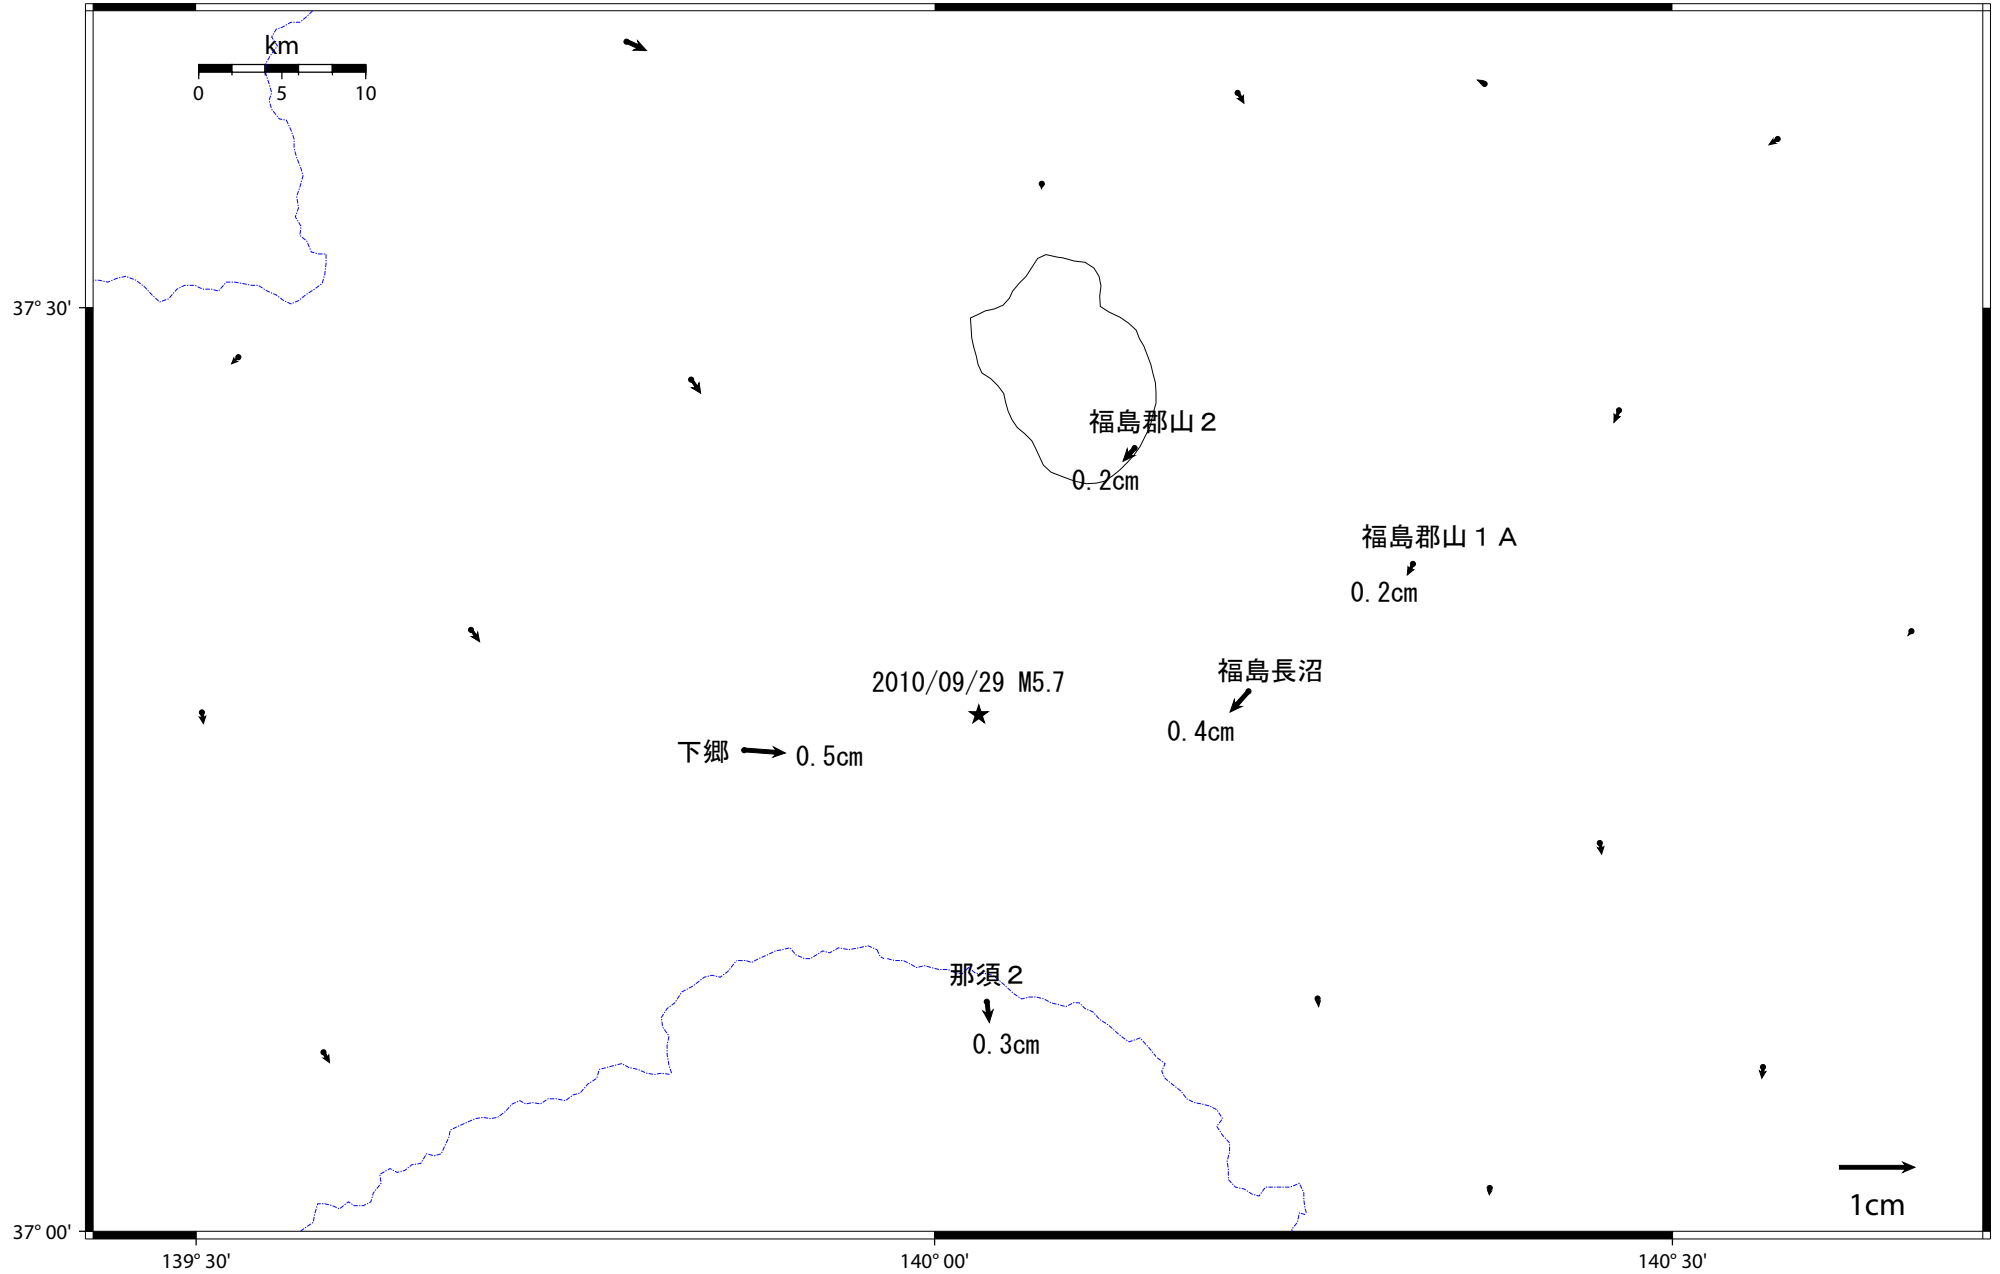 km
0 5 10
37° 30'
福島郡山２
0.2cm
福島郡山１Ａ
0.2cm
福島長沼
2010/09/29 M5.7
0.4cm
下郷 0.5cm
那須２
0.3cm
1cm
37° 00'
139° 30' 140° 00' 140° 30'